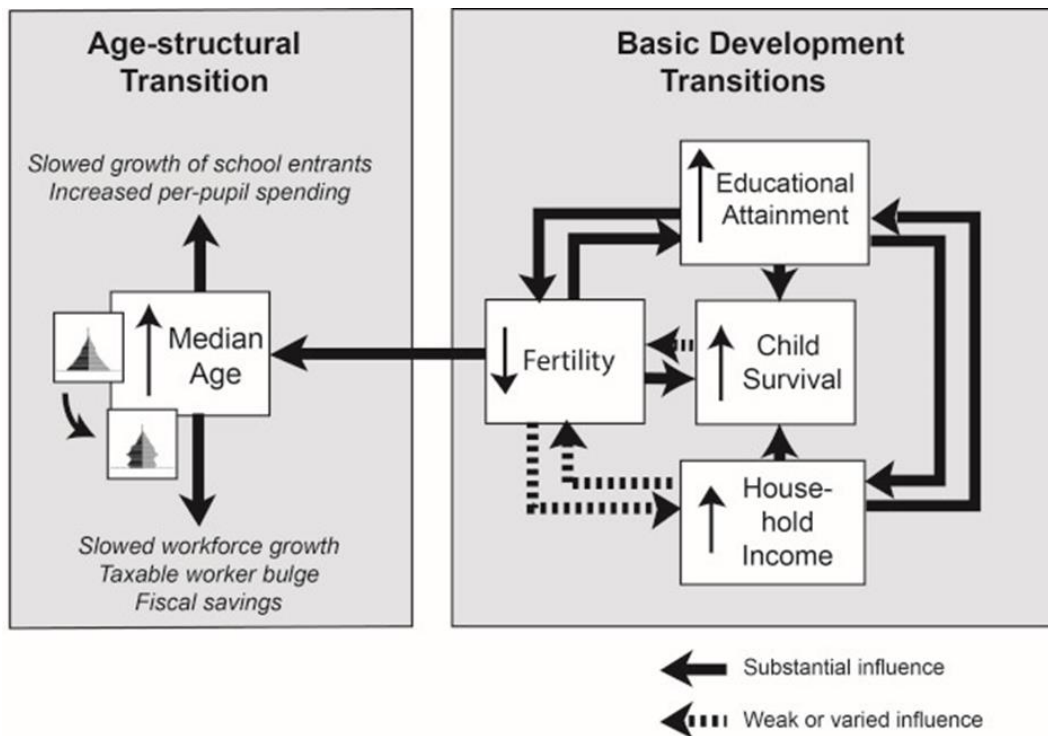 Age-structural
Transition
Slowed growth of school entrants
Increased per-pupil spending
Median
Age
Slowed workforce growth
Taxable worker bulge
Fiscal savings
Basic Development
Transitions
Educational
Attainment
Fertility
Child
Survival
House-
hold
Income
Substantial influence
Weak or varied influence